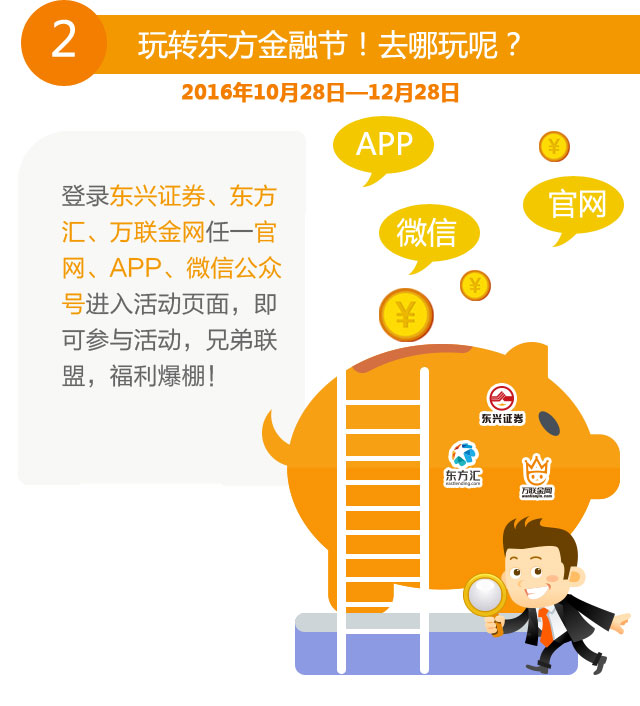 2
玩转东方金融节！去哪玩呢？
2016年10月28日—12月28日
APP
官网
微信
登录东兴证券、东方
汇、万联金网任一官
网、APP、微信公众
号进入活动页面，即
可参与活动，兄弟联
盟，福利爆棚！
¥
¥
¥
东兴证券
东方汇
eastlending.com
万联金网
wanlianjin.com